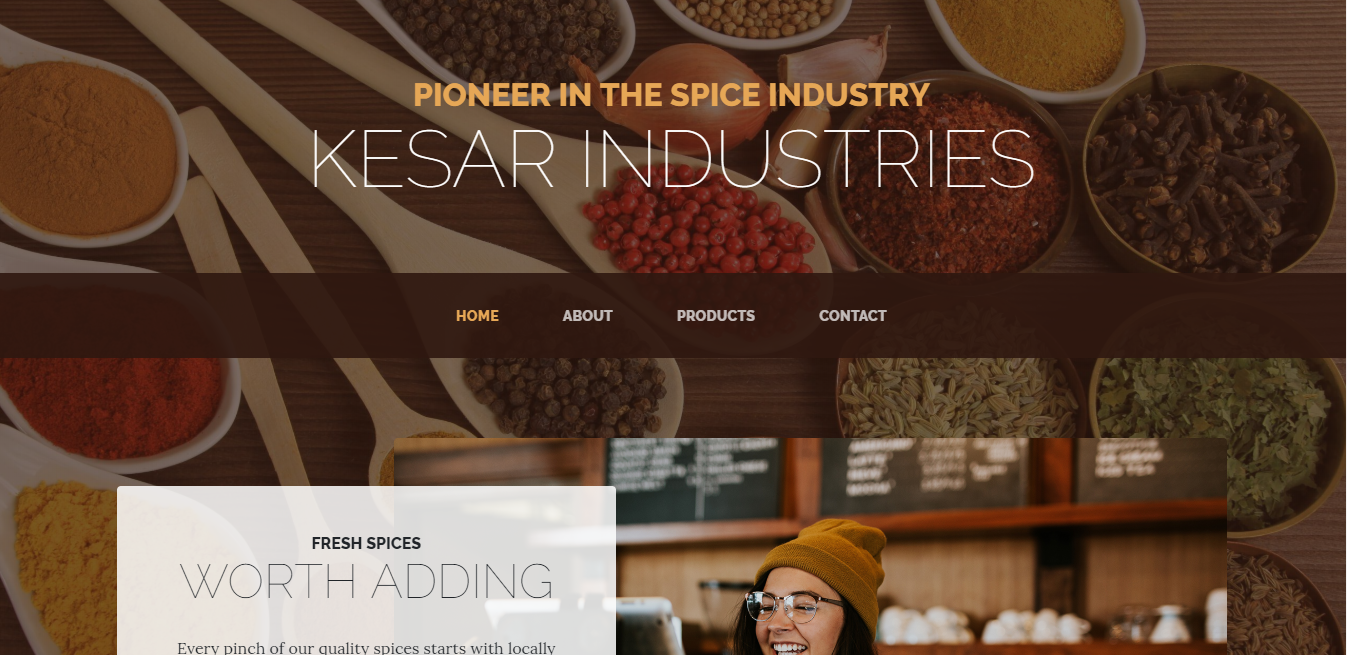 PIONEER IN THE SPICE INDUSTRY
KESAR INDUSTRIES
HOME ABOUT PRODUCTS CONTACT
FRESH SPICES
WORTH ADDING
Every pinch of our quality spices starts with locally